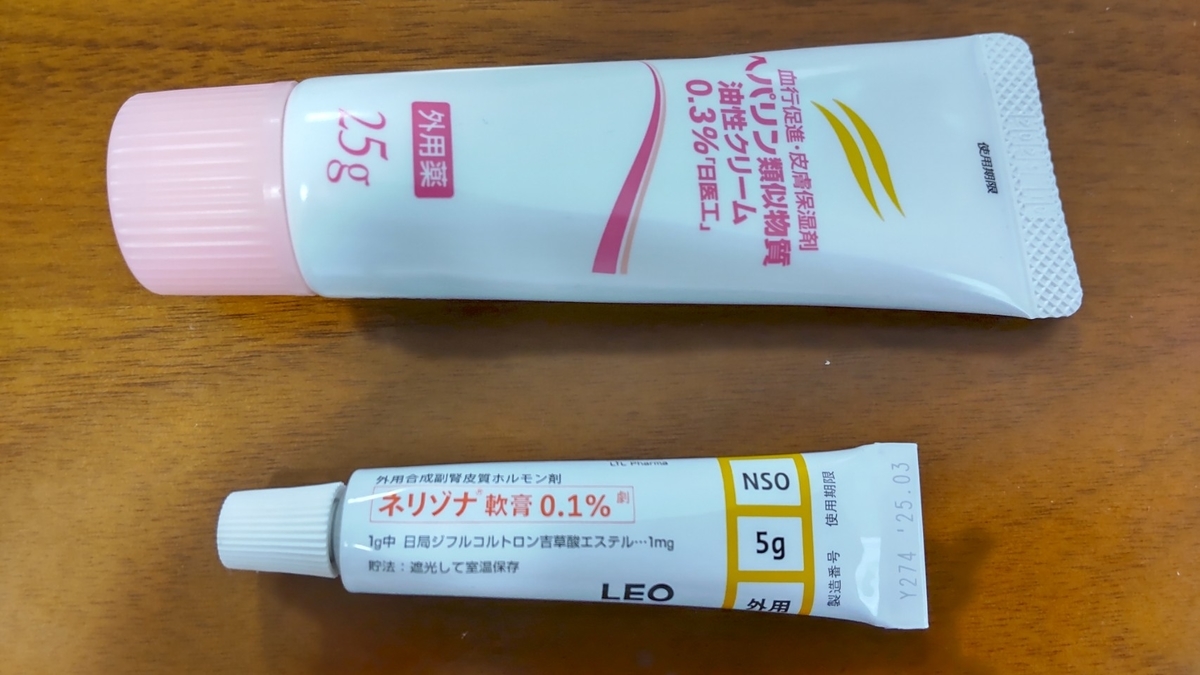 血行促進・皮膚保湿剤
ヘパリン類似物質
油性クリーム
0.3%「日医工」
外用薬
25g
使用期限
LTL Pharma
外用合成副腎皮質ホルモン剤
ネリゾナ® 軟膏 0.1% 劇
1g中 日局ジフルコルトロン吉草酸エステル…1mg
貯法：遮光して室温保存
LEO
NSO
5g
外用
製造番号 使用期限
Y274 '25.03